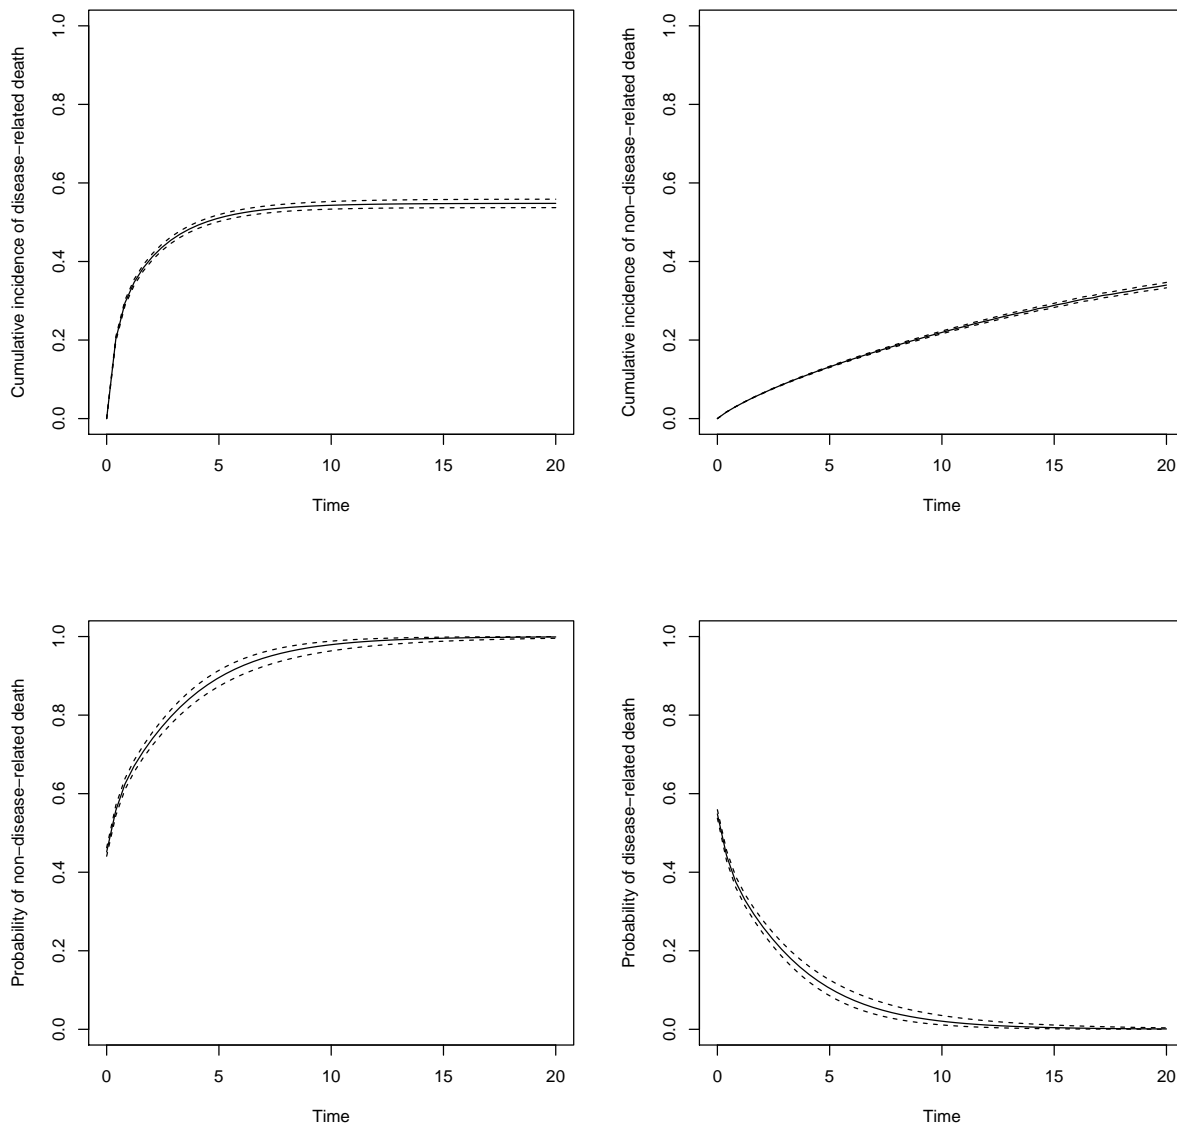 Cumulative incidence of disease−related death
0.0 0.2 0.4 0.6 0.8 1.0
0 5 10 15 20
Time
Cumulative incidence of non−disease−related death
0.0 0.2 0.4 0.6 0.8 1.0
0 5 10 15 20
Time
Probability of non−disease−related death
0.0 0.2 0.4 0.6 0.8 1.0
0 5 10 15 20
Time
Probability of disease−related death
0.0 0.2 0.4 0.6 0.8 1.0
0 5 10 15 20
Time